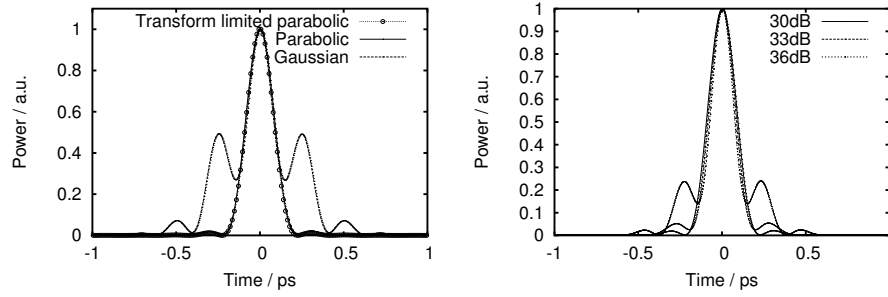 Transform limited parabolic
Parabolic
Gaussian
1
0.8
0.6
0.4
0.2
0
Power / a.u.
-1
-0.5
0
0.5
1
Time / ps
30dB
33dB
36dB
1
0.9
0.8
0.7
0.6
0.5
0.4
0.3
0.2
0.1
0
Power / a.u.
-1
-0.5
0
0.5
Time / ps